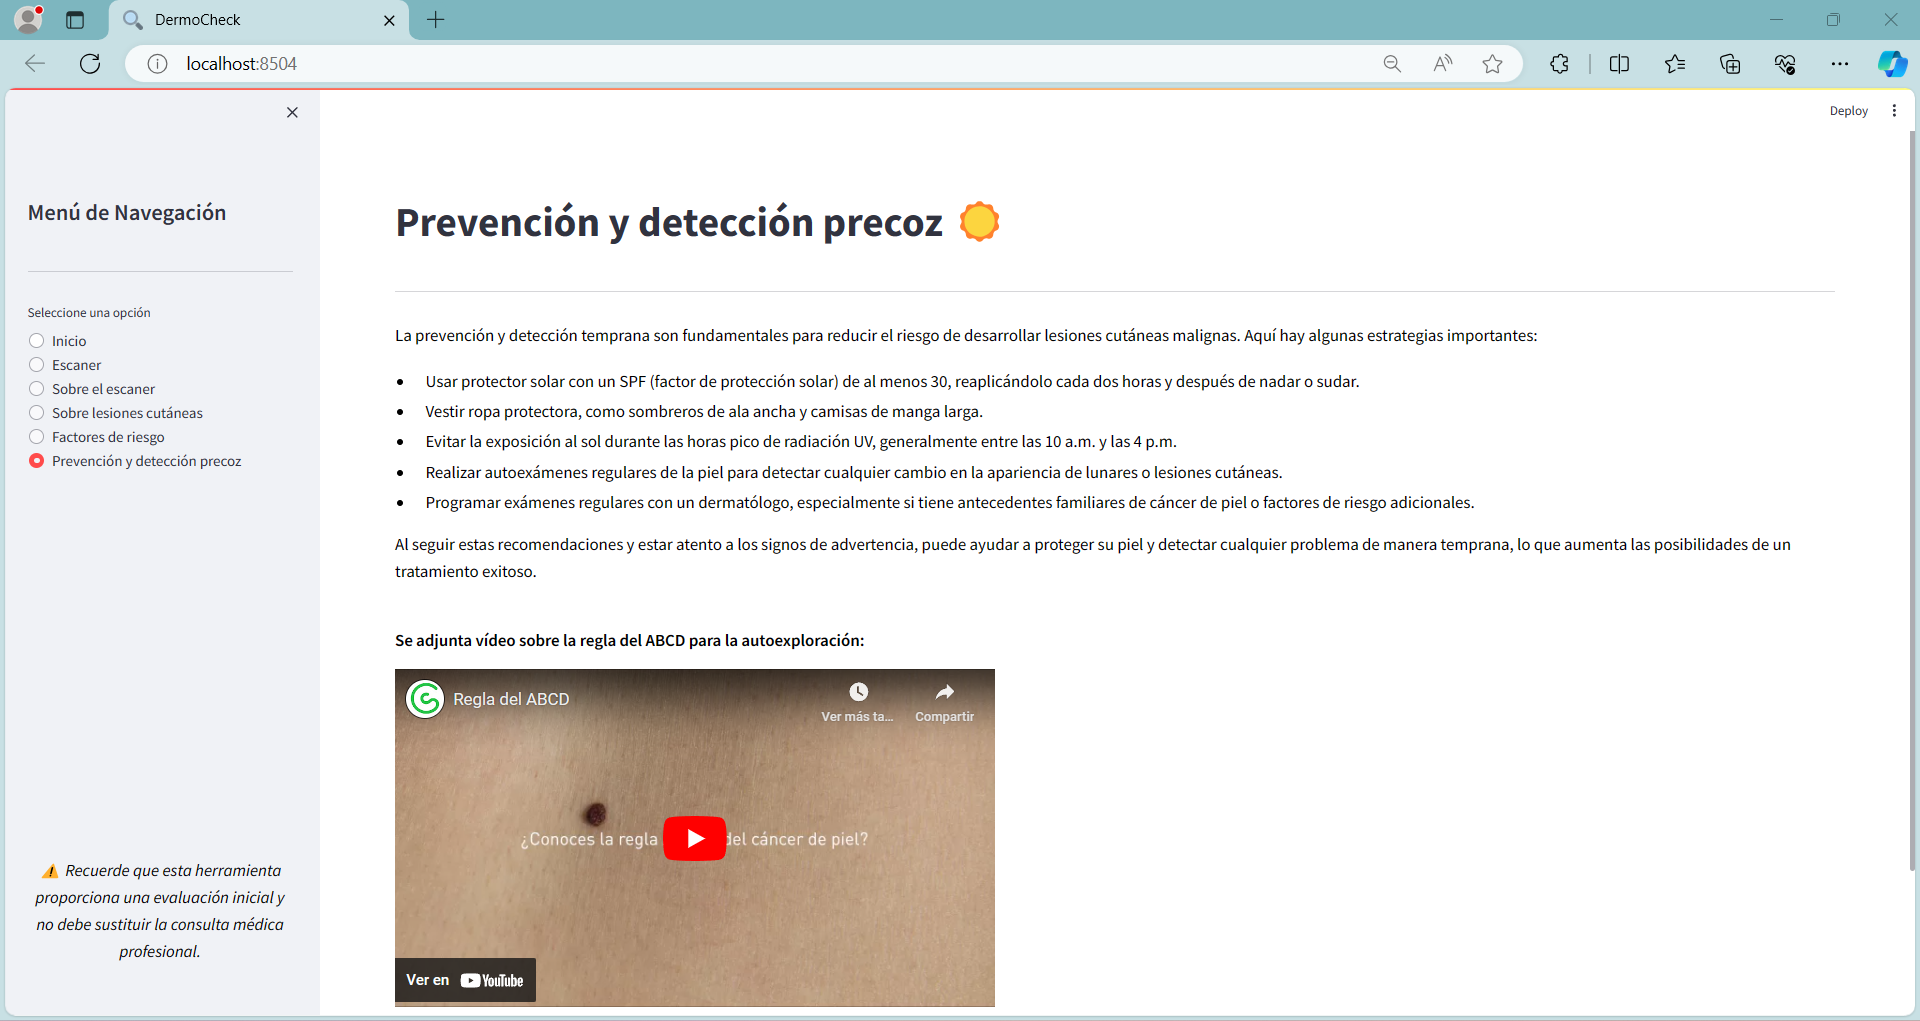 DermoCheck
localhost:8504
Deploy
Menú de Navegación
Seleccione una opción
Inicio
Escaner
Sobre el escaner
Sobre lesiones cutáneas
Factores de riesgo
Prevención y detección precoz
⚠️ Recuerde que esta herramienta
proporciona una evaluación inicial y
no debe sustituir la consulta médica
profesional.
Prevención y detección precoz
La prevención y detección temprana son fundamentales para reducir el riesgo de desarrollar lesiones cutáneas malignas. Aquí hay algunas estrategias importantes:
• Usar protector solar con un SPF (factor de protección solar) de al menos 30, reaplicándolo cada dos horas y después de nadar o sudar.
• Vestir ropa protectora, como sombreros de ala ancha y camisas de manga larga.
• Evitar la exposición al sol durante las horas pico de radiación UV, generalmente entre las 10 a.m. y las 4 p.m.
• Realizar autoexámenes regulares de la piel para detectar cualquier cambio en la apariencia de lunares o lesiones cutáneas.
• Programar exámenes regulares con un dermatólogo, especialmente si tiene antecedentes familiares de cáncer de piel o factores de riesgo adicionales.
Al seguir estas recomendaciones y estar atento a los signos de advertencia, puede ayudar a proteger su piel y detectar cualquier problema de manera temprana, lo que aumenta las posibilidades de un
tratamiento exitoso.
Se adjunta vídeo sobre la regla del ABCD para la autoexploración:
Regla del ABCD
Ver más ta...
Compartir
¿Conoces la regla del cáncer de piel?
Ver en YouTube